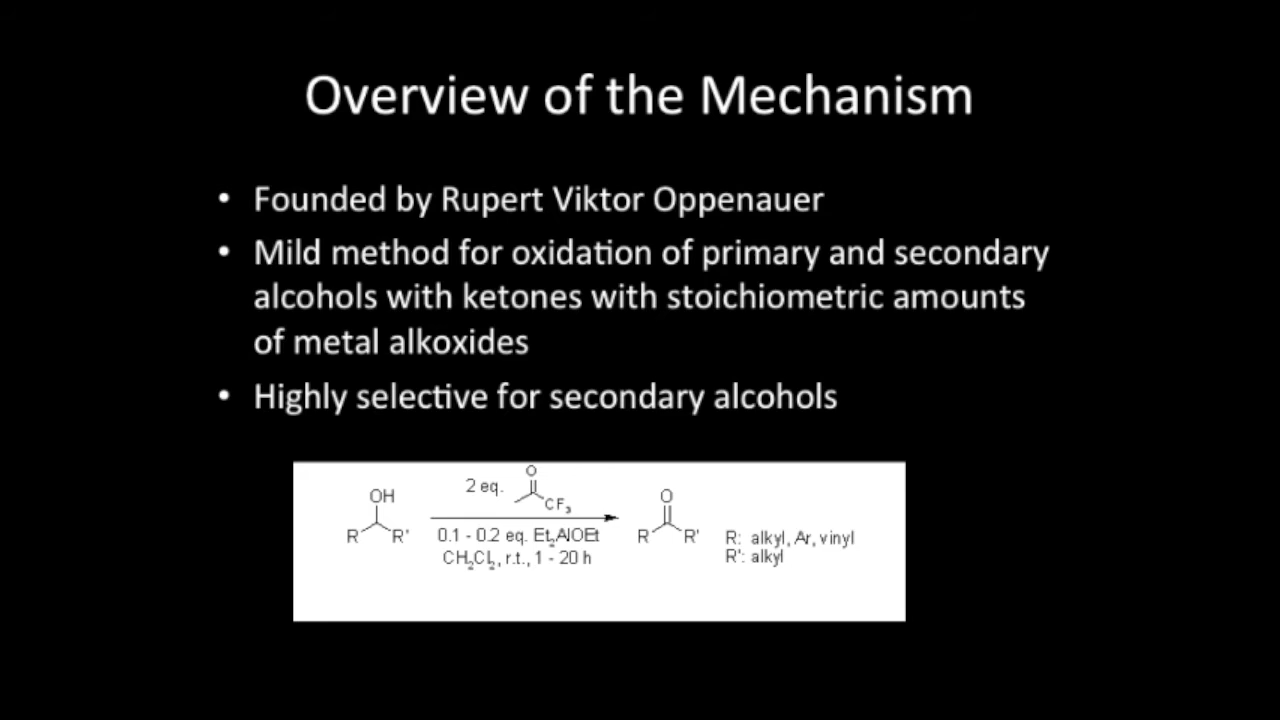 Overview of the Mechanism
• Founded by Rupert Viktor Oppenauer
• Mild method for oxidation of primary and secondary
alcohols with ketones with stoichiometric amounts
of metal alkoxides
• Highly selective for secondary alcohols
O
2 eq.
CF₃
OH
R R'
0.1 - 0.2 eq. Et₂AlOEt
CH₂Cl₂, r.t., 1 - 20 h
O
R R'
R: alkyl, Ar, vinyl
R': alkyl